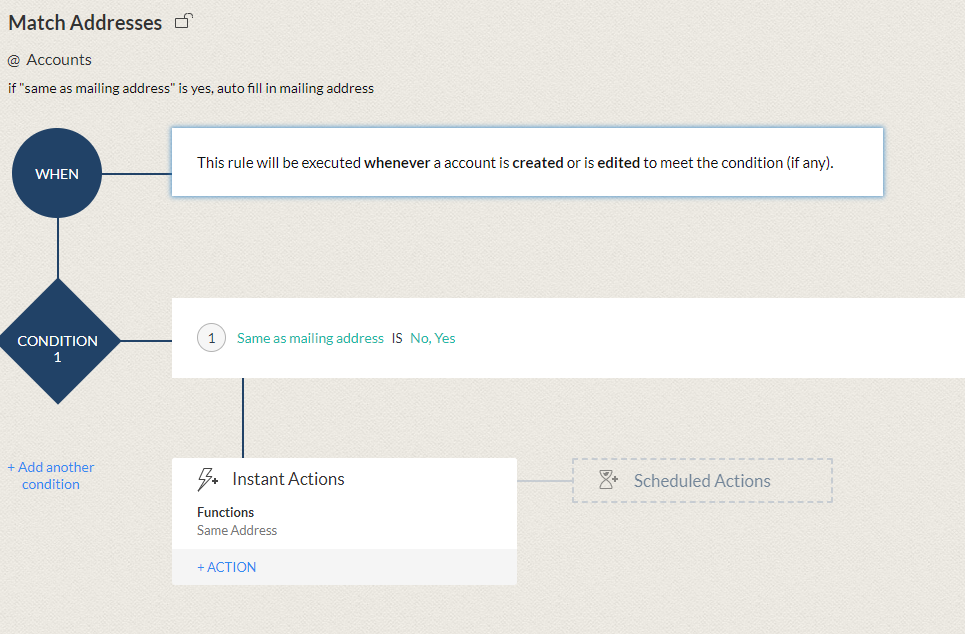 Match Addresses
@ Accounts
if "same as mailing address" is yes, auto fill in mailing address
WHEN
This rule will be executed whenever a account is created or is edited to meet the condition (if any).
CONDITION
1
1 Same as mailing address IS No, Yes
+ Add another
condition
Instant Actions
Scheduled Actions
Functions
Same Address
+ ACTION